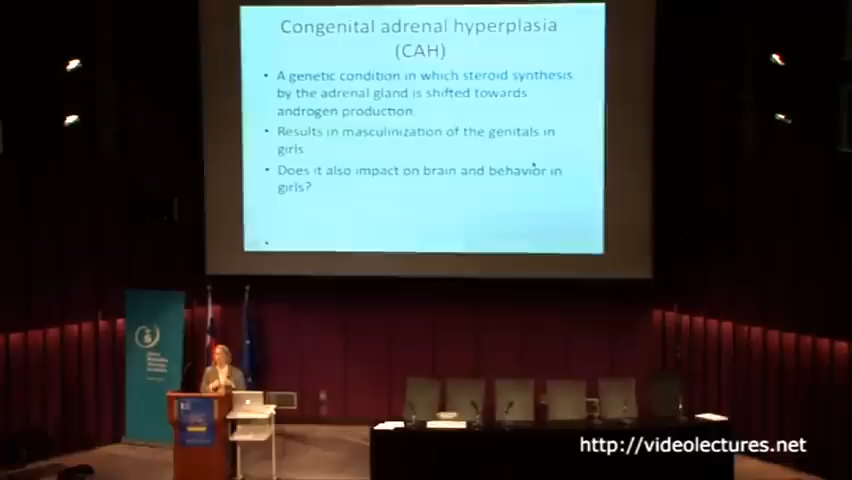 Congenital adrenal hyperplasia
(CAH)
• A genetic condition in which steroid synthesis
by the adrenal gland is shifted towards
androgen production.
• Results in masculinization of the genitals in
girls
• Does it also impact on brain and behavior in
girls?
http://videolectures.net